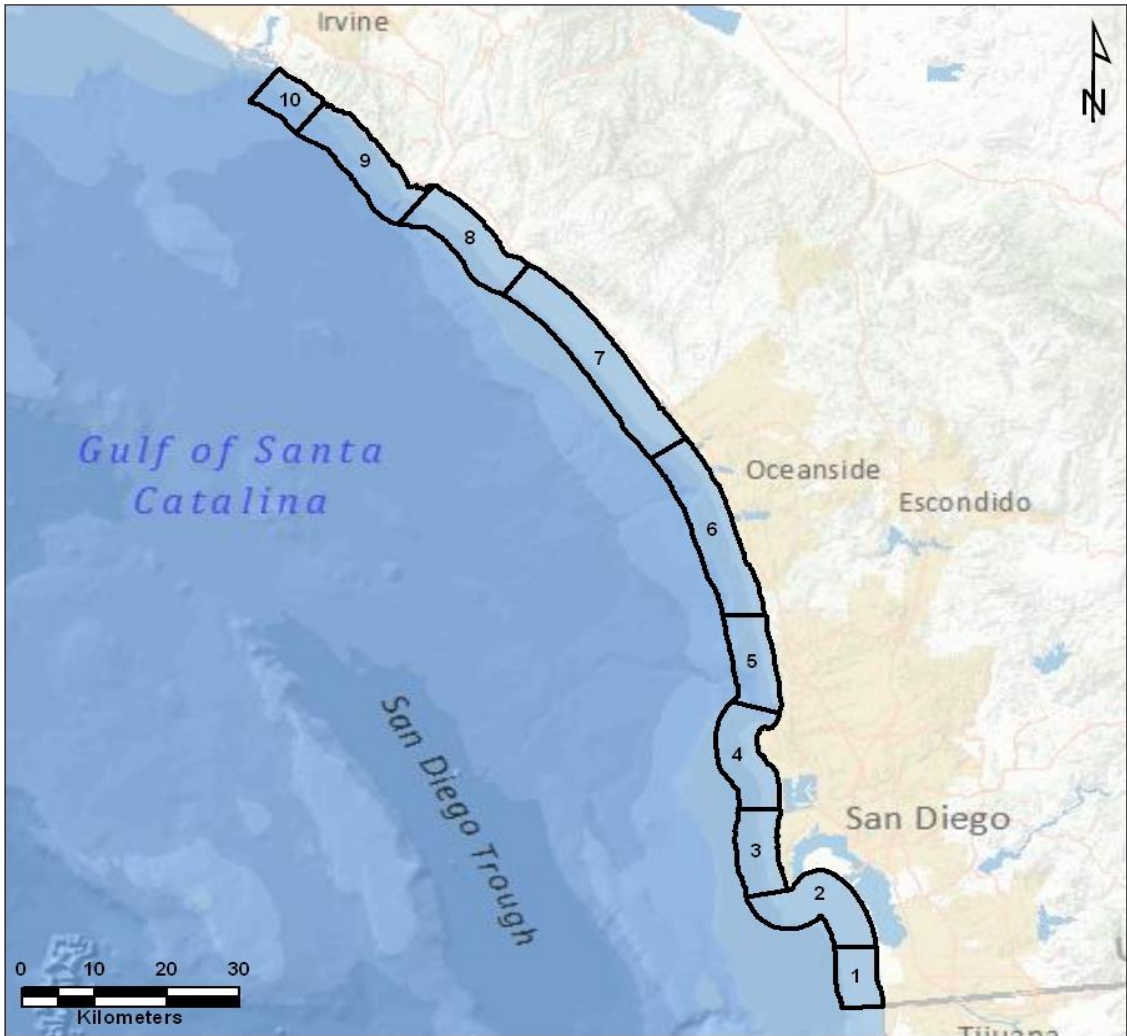 Irvine
N
10
9
8
7
Gulf of Santa
Catalina
Oceanside
6
Escondido
5
San Diego Trough
4
San Diego
3
2
1
0 10 20 30
Kilometers
Tijuana